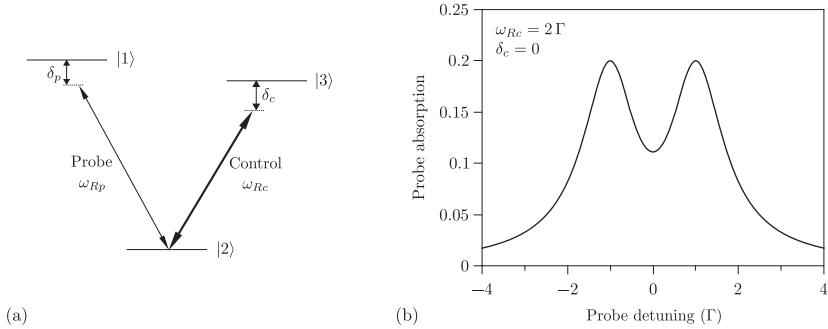 |1⟩
δp
|3⟩
δc
Probe
ωRp
Control
ωRc
|2⟩
(a)
0.25
0.2
0.15
0.1
0.05
0
Probe absorption
ωRc = 2 Γ
δc = 0
−4
−2
0
2
4
Probe detuning (Γ)
(b)